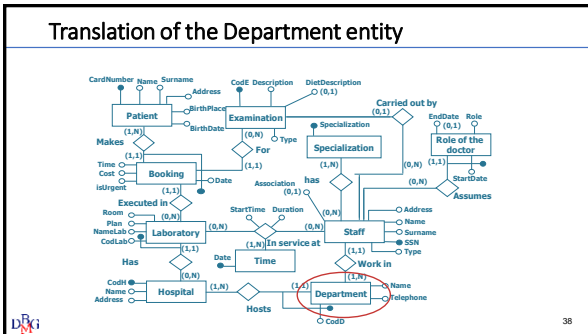 Translation of the Department entity
CardNumber Name Surname
Address
CodE Description DietDescription
(0,1)
Carried out by
EndDate Role
(0,1)
Patient
BirthPlace
BirthDate
Examination
(0,1)
Specialization
Role of the
doctor
(1,N)
Makes
(0,N)
Type
For
Specialization
(1,N)
(0,N)
(1,1)
StartDate
(1,1)
Time
Cost
isUrgent
Booking
Date
(1,1)
has
Association
(0,1)
(0,N)
Assumes
(1,1)
Executed in
Room
Plan
NameLab
CodLab
(0,N)
Laboratory
(0,N)
StartTime Duration
(0,N)
In service at
Staff
Address
Name
Surname
SSN
Type
(1,1)
Has
(1,N)
Date
Time
(1,1)
Work in
(0,N)
CodH
Name
Address
Hospital
(1,N)
Hosts
(1,1)
(1,N)
Department
Name
Telephone
CodD
DBMG
38